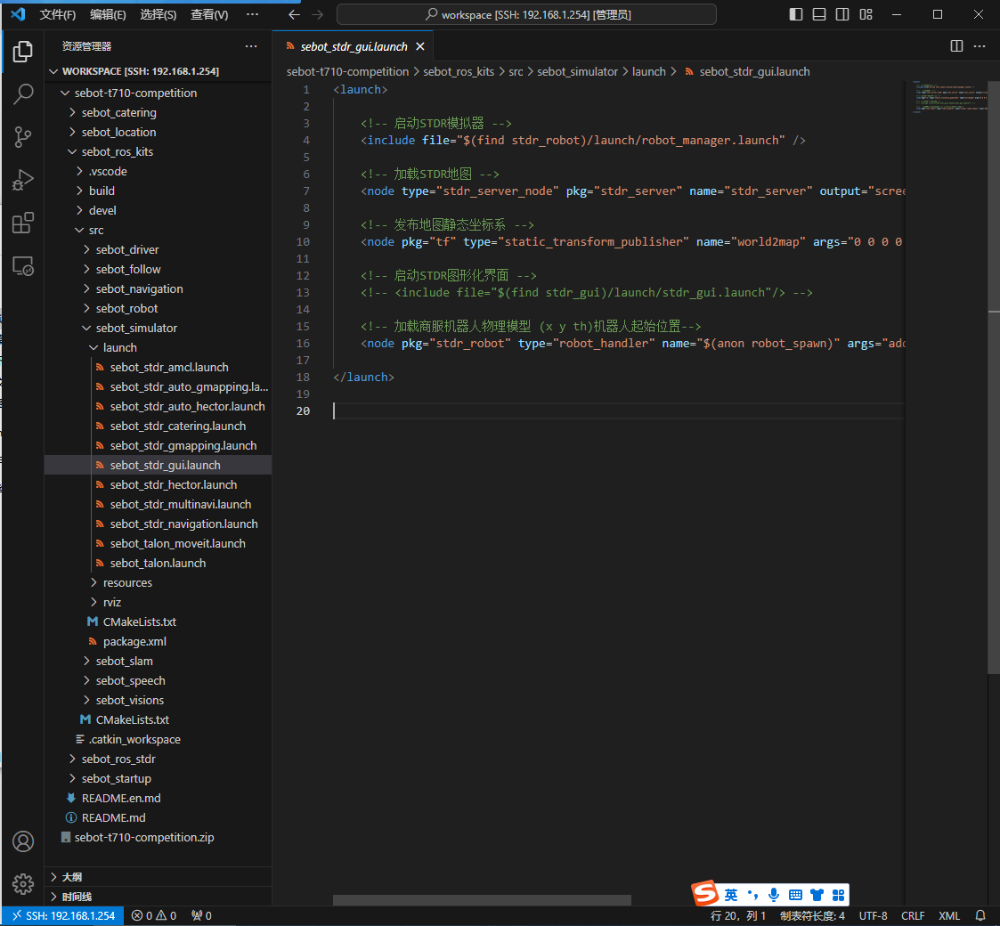 文件(F) 编辑(E) 选择(S) 查看(V) ··· workspace [SSH: 192.168.1.254] [管理员]
资源管理器
WORKSPACE [SSH: 192.168.1.254]
sebot-t710-competition
sebot_catering
sebot_location
sebot_ros_kits
.vscode
build
devel
src
sebot_driver
sebot_follow
sebot_navigation
sebot_robot
sebot_simulator
launch
sebot_stdr_amcl.launch
sebot_stdr_auto_gmapping.la...
sebot_stdr_auto_hector.launch
sebot_stdr_catering.launch
sebot_stdr_gmapping.launch
sebot_stdr_gui.launch
sebot_stdr_hector.launch
sebot_stdr_multinavi.launch
sebot_stdr_navigation.launch
sebot_talon_moveit.launch
sebot_talon.launch
resources
rviz
CMakeLists.txt
package.xml
sebot_slam
sebot_speech
sebot_visions
CMakeLists.txt
.catkin_workspace
sebot_ros_stdr
sebot_startup
README.en.md
README.md
sebot-t710-competition.zip
大纲
时间线
sebot_stdr_gui.launch
sebot-t710-competition > sebot_ros_kits > src > sebot_simulator > launch > sebot_stdr_gui.launch
1 <launch>
2
3 <!-- 启动STDR模拟器 -->
4 <include file="$(find stdr_robot)/launch/robot_manager.launch" />
5
6 <!-- 加载STDR地图 -->
7 <node type="stdr_server_node" pkg="stdr_server" name="stdr_server" output="scree
8
9 <!-- 发布地图静态坐标系 -->
10 <node pkg="tf" type="static_transform_publisher" name="world2map" args="0 0 0 0
11
12 <!-- 启动STDR图形化界面 -->
13 <!-- <include file="$(find stdr_gui)/launch/stdr_gui.launch"/> -->
14
15 <!-- 加载商服机器人物理模型 (x y th)机器人起始位置-->
16 <node pkg="stdr_robot" type="robot_handler" name="$(anon robot_spawn)" args="add
17
18 </launch>
19
20
英
SSH: 192.168.1.254 0 0 0 行 20，列 1 制表符长度: 4 UTF-8 CRLF XML